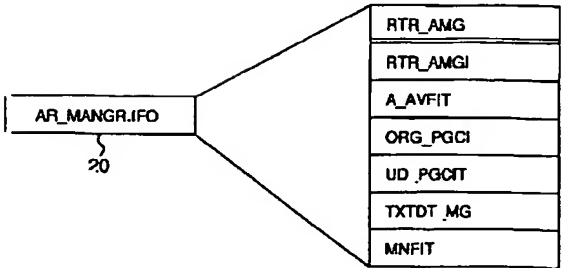 RTR_AMG
RTR_AMGI
A_AVFIT
AR_MANGR.IFO
ORG_PGCI
20
UD_PGCIT
TXTDT_MG
MNFIT